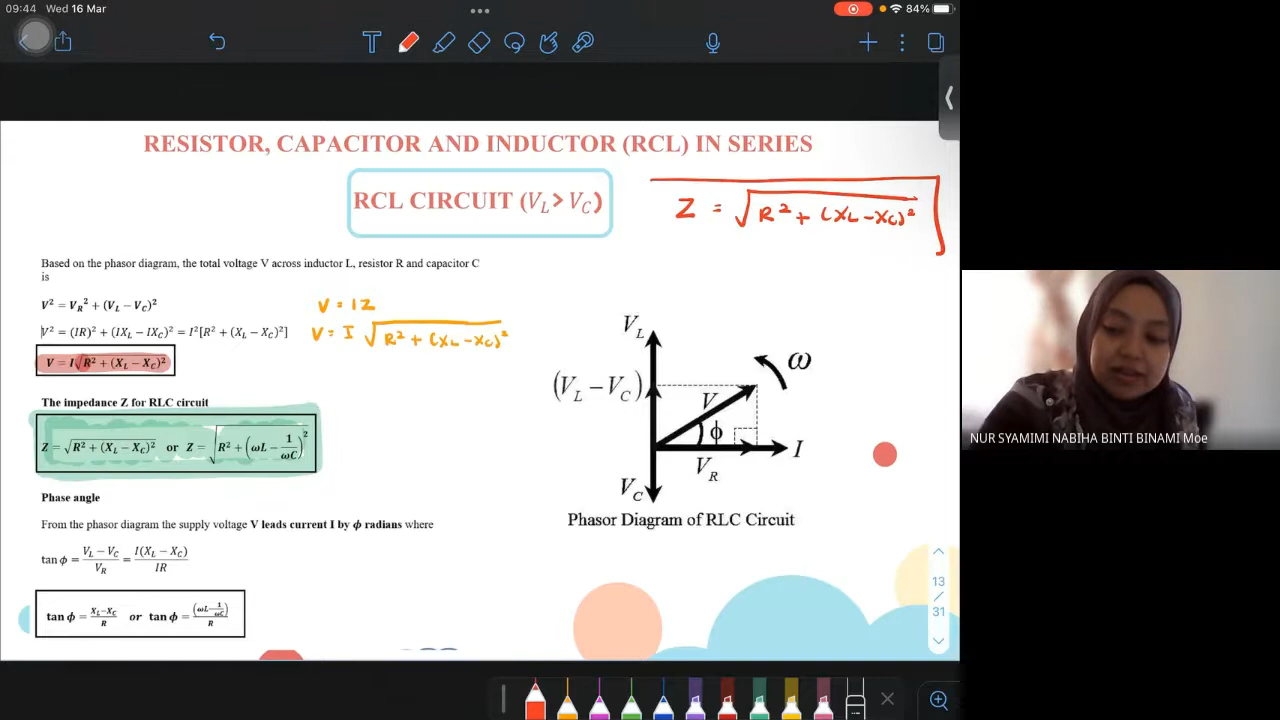 09:44 Wed 16 Mar
84%
RESISTOR, CAPACITOR AND INDUCTOR (RCL) IN SERIES
RCL CIRCUIT (V_L> V_C)
Z = √R² + (XL - XC)²
Based on the phasor diagram, the total voltage V across inductor L, resistor R and capacitor C
is
V² = V_R² + (V_L − V_C)²
V² = (IR)² + (IX_L − IX_C)² = I²[R² + (X_L − X_C)²]
V = I√R² + (X_L − X_C)²
V = IZ
V = I √R² + (XL - XC)²
The impedance Z for RLC circuit
Z = √R² + (X_L − X_C)² or Z = √R² + (ωL − 1/ωC)²
Phase angle
From the phasor diagram the supply voltage V leads current I by ϕ radians where
tan ϕ = V_L − V_C/V_R = I(X_L − X_C)/IR
tan ϕ = X_L−X_C/R or tan ϕ = (ωL−1/ωC)/R
V_L
(V_L − V_C)
V
ω
ϕ
I
V_R
V_C
Phasor Diagram of RLC Circuit
13
/
31
NUR SYAMIMI NABIHA BINTI BINAMI Moe